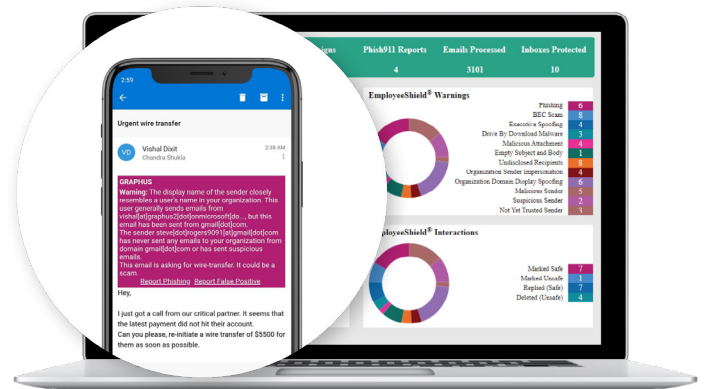 2:59
Urgent wire transfer
VD
Vishal Dixit
2:39 AM
Chandra Shukla
GRAPHUS
Warning: The display name of the sender closely
resembles a user's name in your organization. This
user generally sends emails from
vishal[at]graphus2[dot]onmicrosoft[do..., but this
email has been sent from gmail[dot]com.
The sender steve[dot]rogers9091[at]gmail[dot]com
has never sent any emails to your organization from
domain gmail[dot]com or has sent suspicious
emails.
This email is asking for wire-transfer. It could be a
scam.
Report Phishing Report False Positive
Hey,
I just got a call from our critical partner. It seems that
the latest payment did not hit their account.
Can you please, re-initiate a wire transfer of $5500 for
them as soon as possible.
Phish911 Reports Emails Processed Inboxes Protected
4 3101 10
EmployeeShield® Warnings
Phishing 6
BEC Scam 8
Executive Spoofing 4
Drive By Download Malware 3
Malicious Attachment 4
Empty Subject and Body 1
Undisclosed Recipients 8
Organization Sender Impersonation 4
Organization Domain Display Spoofing 6
Malicious Sender 5
Suspicious Sender 2
Not Yet Trusted Sender 3
EmployeeShield® Interactions
Marked Safe 7
Marked Unsafe 1
Replied (Safe) 7
Deleted (Unsafe) 4